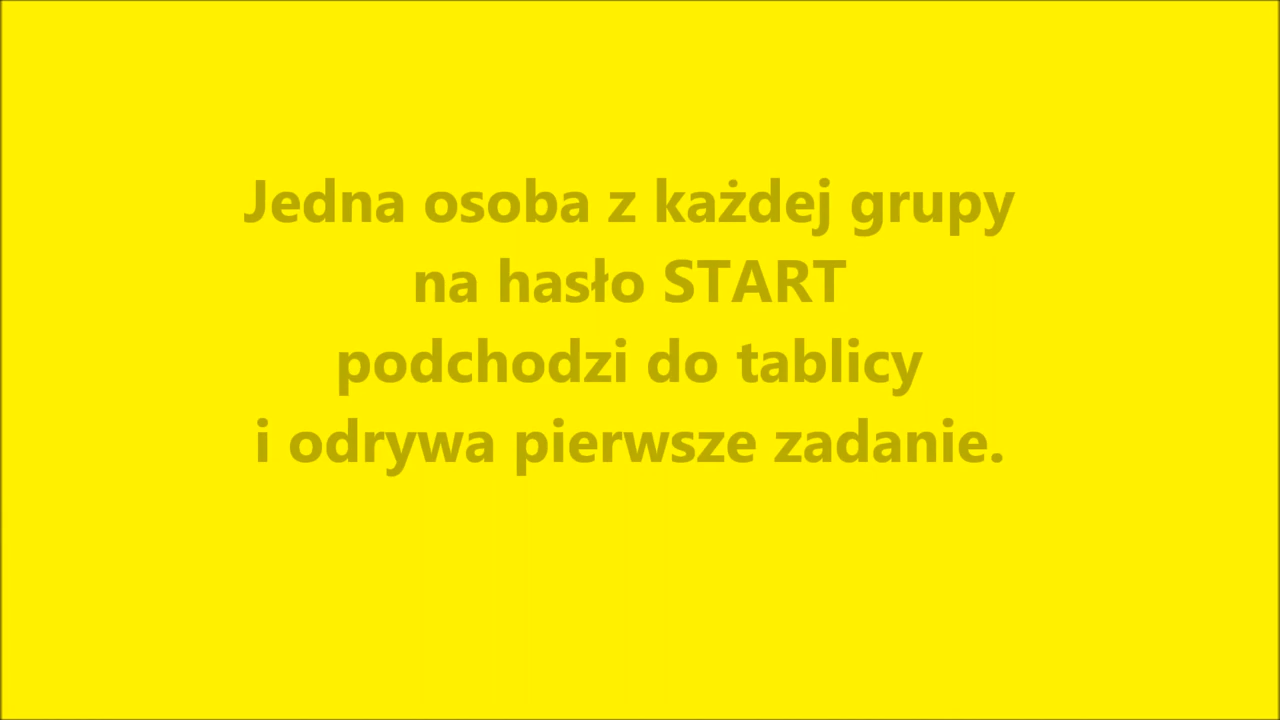 Jedna osoba z każdej grupy
na hasło START
podchodzi do tablicy
i odrywa pierwsze zadanie.